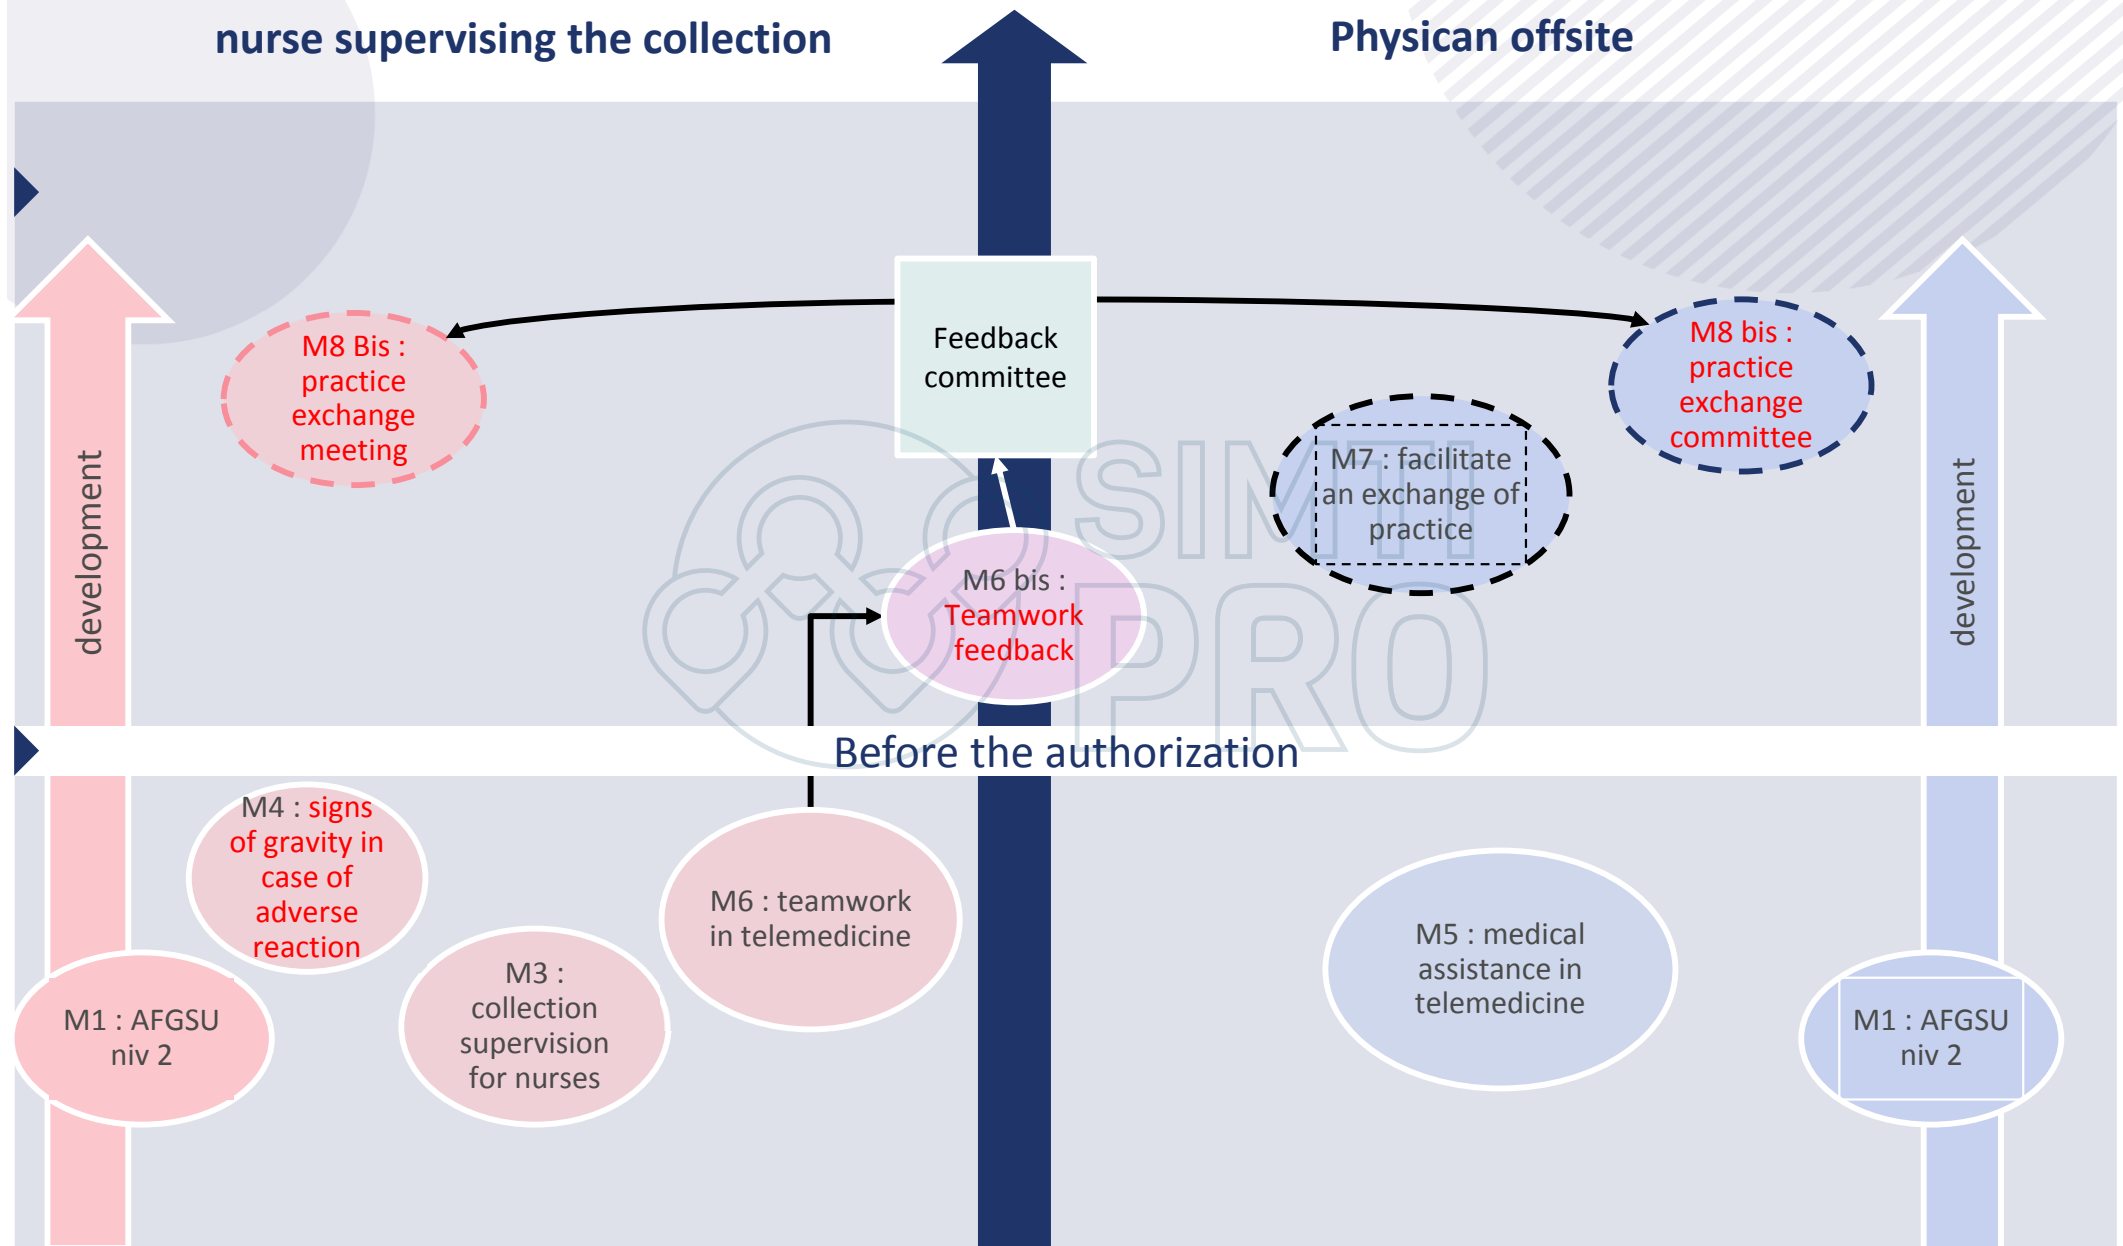 nurse supervising the collection
Physican offsite
M8 Bis :
practice
exchange
meeting
Feedback
committee
M8 bis :
practice
exchange
committee
M7 : facilitate
an exchange of
practice
development
development
M6 bis :
Teamwork
feedback
SIMTI
PRO
Before the authorization
M4 : signs
of gravity in
case of
adverse
reaction
M6 : teamwork
in telemedicine
M5 : medical
assistance in
telemedicine
M3 :
collection
supervision
for nurses
M1 : AFGSU
niv 2
M1 : AFGSU
niv 2